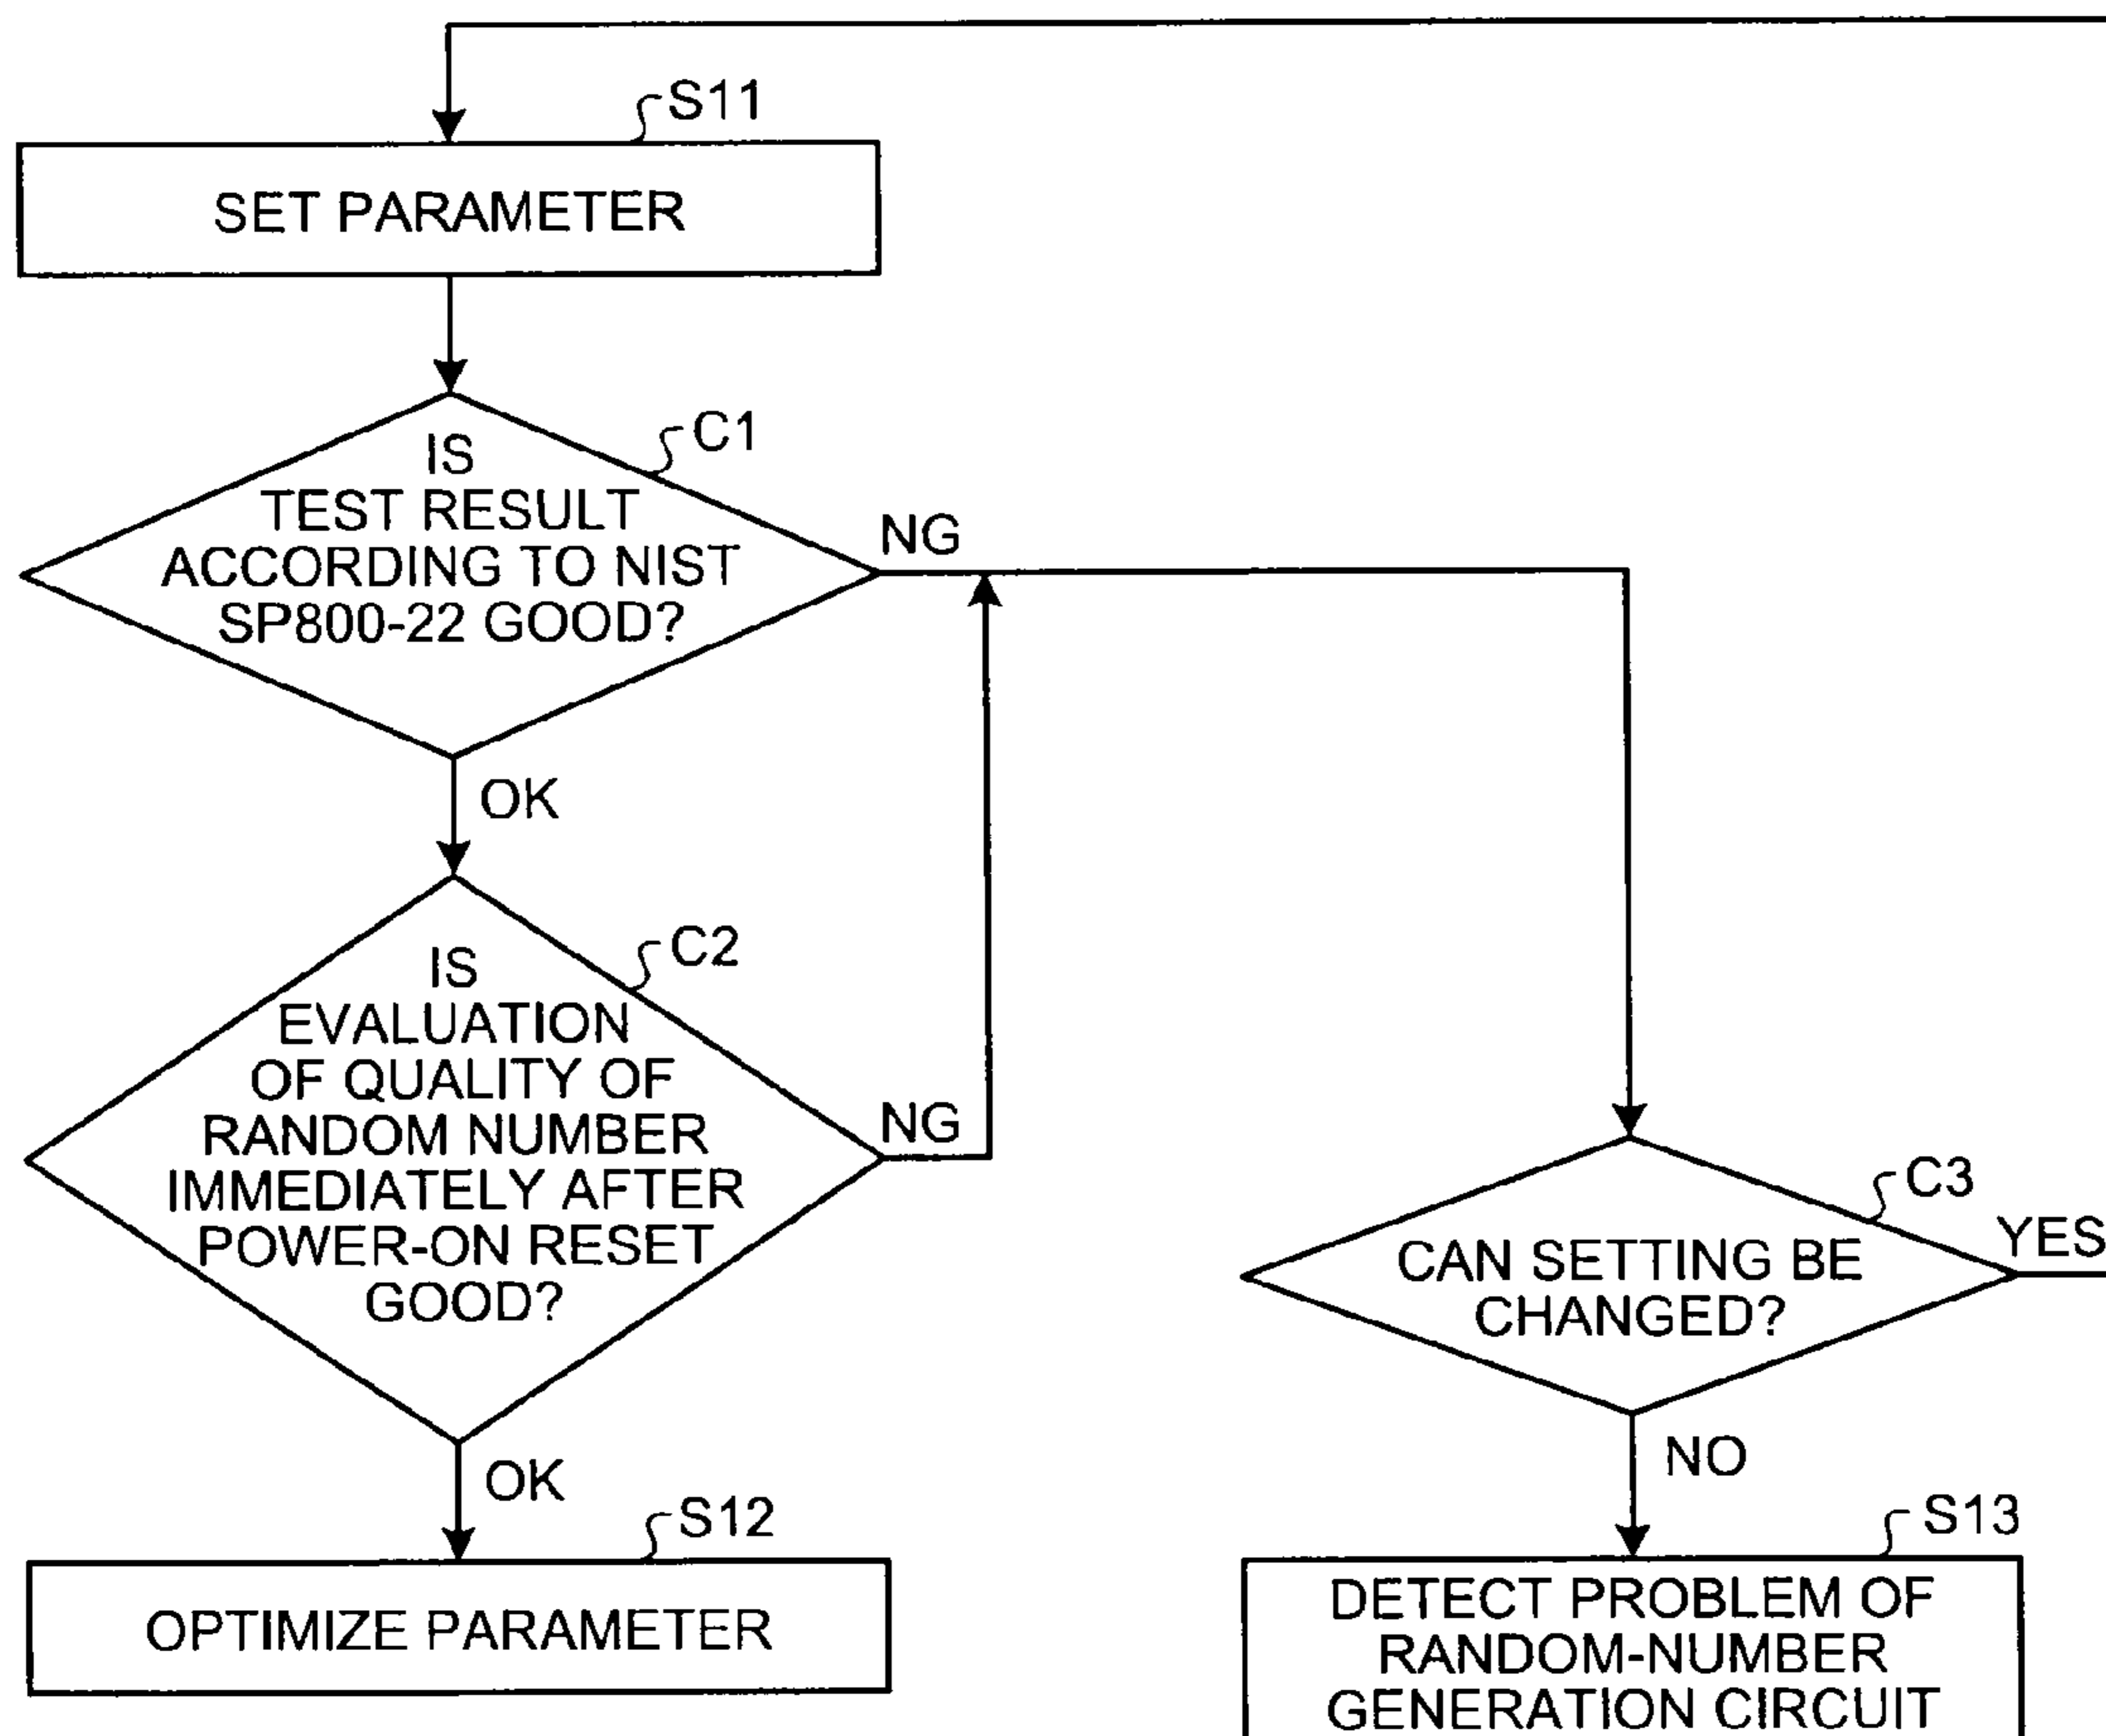 S11
SET PARAMETER
C1
IS
TEST RESULT
ACCORDING TO NIST
SP800-22 GOOD?
NG
OK
C2
IS
EVALUATION
OF QUALITY OF
RANDOM NUMBER
IMMEDIATELY AFTER
POWER-ON RESET
GOOD?
NG
OK
S12
OPTIMIZE PARAMETER
C3
CAN SETTING BE
CHANGED?
YES
NO
S13
DETECT PROBLEM OF
RANDOM-NUMBER
GENERATION CIRCUIT